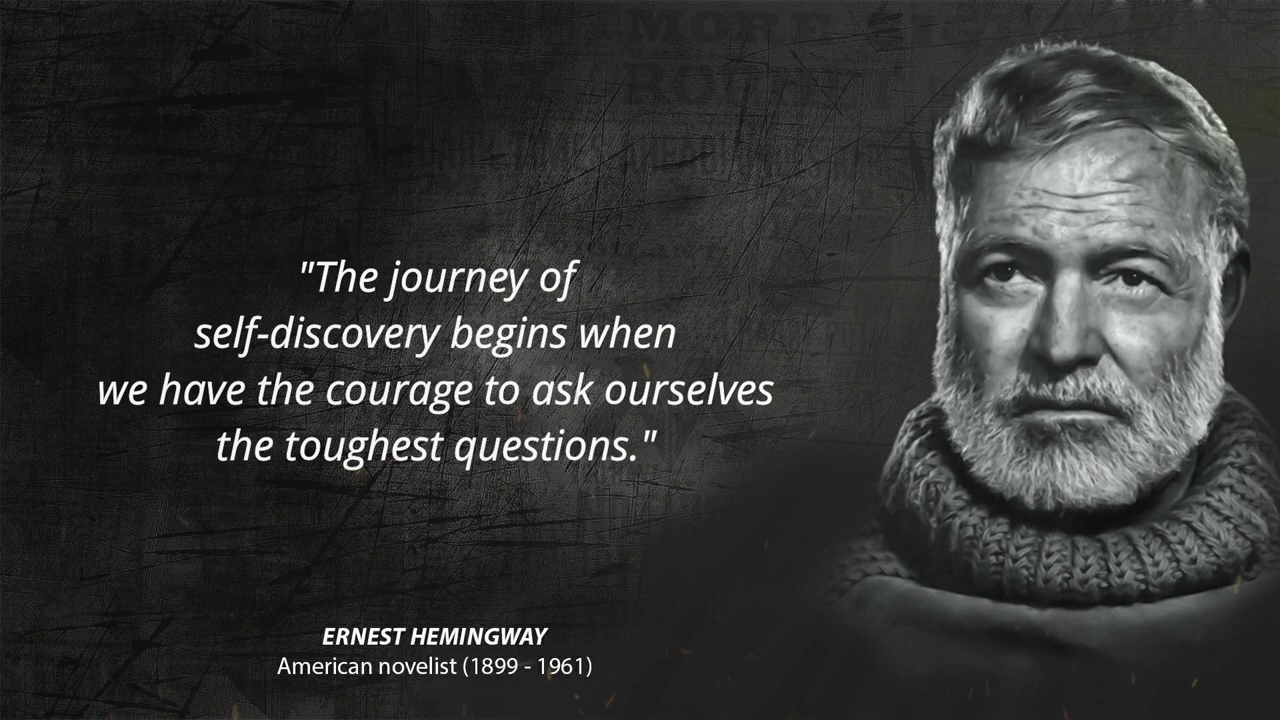 MORE
"The journey of
self-discovery begins when
we have the courage to ask ourselves
the toughest questions."
ERNEST HEMINGWAY
American novelist (1899 - 1961)